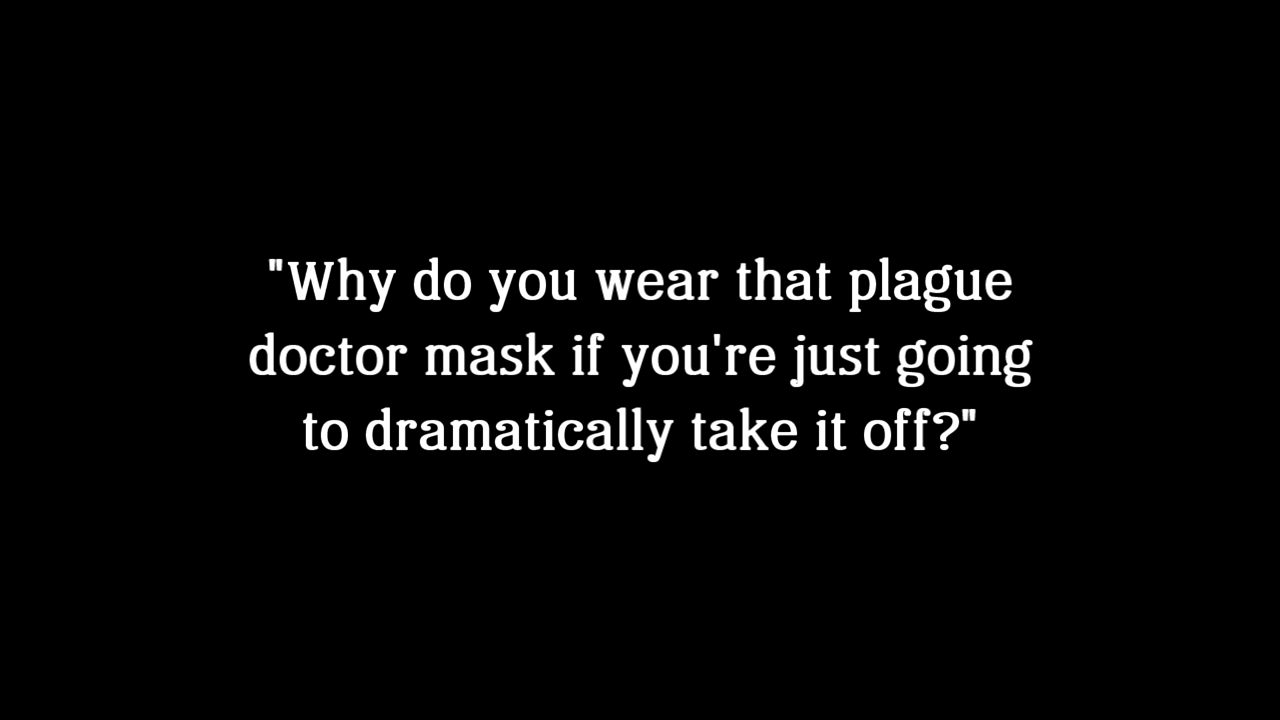 "Why do you wear that plague
doctor mask if you're just going
to dramatically take it off?"